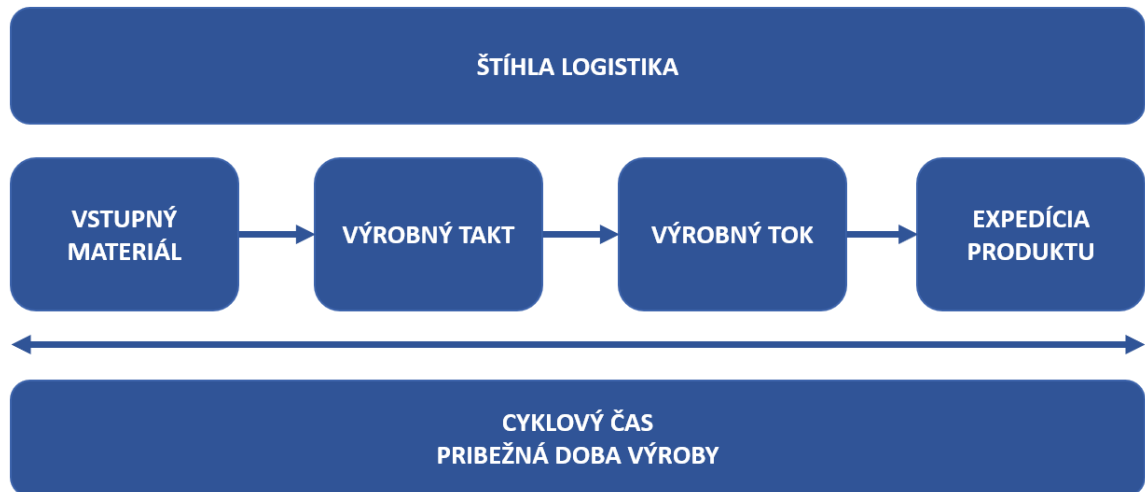 ŠTÍHLA LOGISTIKA
VSTUPNÝ
MATERIÁL
VÝROBNÝ TAKT
VÝROBNÝ TOK
EXPEDÍCIA
PRODUKTU
CYKLOVÝ ČAS
PRIBEŽNÁ DOBA VÝROBY